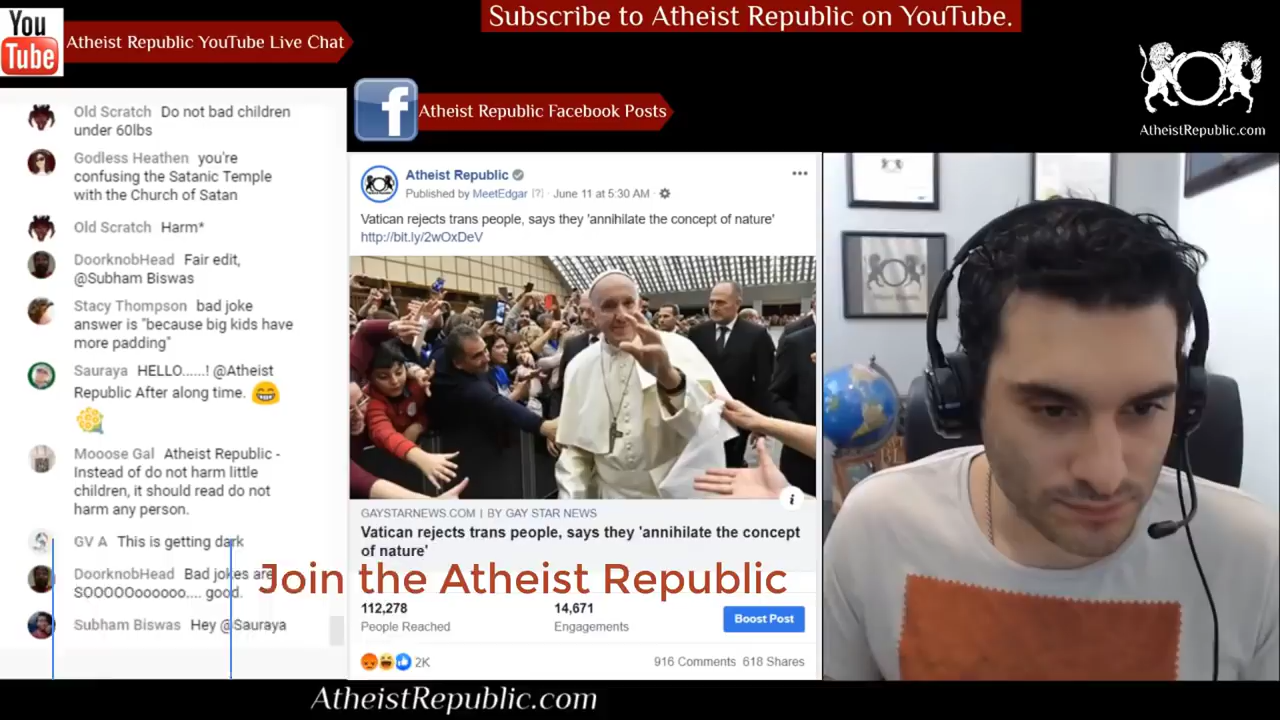 Subscribe to Atheist Republic on YouTube.
You
Tube
Atheist Republic YouTube Live Chat
AtheistRepublic.com
f
Atheist Republic Facebook Posts
Old Scratch Do not bad children
under 60lbs
Godless Heathen you're
confusing the Satanic Temple
with the Church of Satan
Old Scratch Harm*
DoorknobHead Fair edit,
@Subham Biswas
Stacy Thompson bad joke
answer is "because big kids have
more padding"
Sauraya HELLO......! @Atheist
Republic After along time.
Mooose Gal Atheist Republic -
Instead of do not harm little
children, it should read do not
harm any person.
GV A This is getting dark
DoorknobHead Bad jokes are
SOOOOOoooooo.... good.
Subham Biswas Hey @Sauraya
Atheist Republic
Published by MeetEdgar [?] · June 11 at 5:30 AM ·
Vatican rejects trans people, says they 'annihilate the concept of nature'
http://bit.ly/2wOxDeV
GAYSTARNEWS.COM | BY GAY STAR NEWS
Vatican rejects trans people, says they 'annihilate the concept
of nature'
Join the Atheist Republic
112,278
People Reached
14,671
Engagements
Boost Post
2K
916 Comments 618 Shares
AtheistRepublic.com